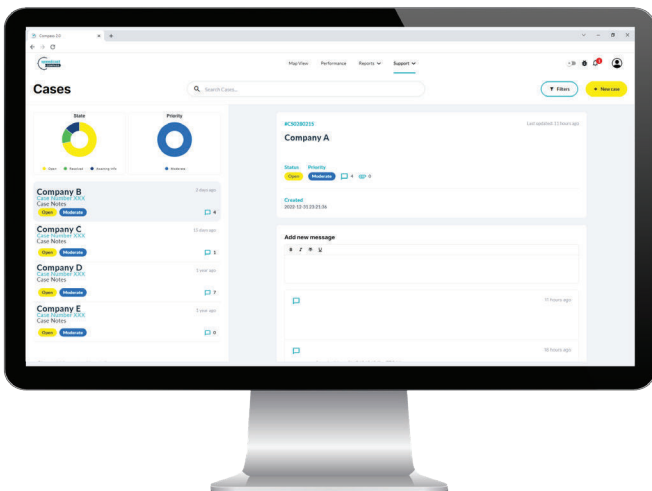 Compass DX
Map View Performance Reports Support
Cases
Search Cases...
Filters
+ New case
State
Open Resolved Awaiting Info
Priority
Moderate
Company B
2 days ago
Case Number XXX
Case Notes
Open Moderate
4
Company C
15 days ago
Case Number XXX
Case Notes
Open Moderate
1
Company D
1 year ago
Case Number XXX
Case Notes
Open Moderate
7
Company E
1 year ago
Case Number XXX
Case Notes
Open Moderate
0
Last updated: 11 hours ago
Company A
Status Priority
Open Moderate 4 0
Created
Add new message
B I U
11 hours ago
18 hours ago